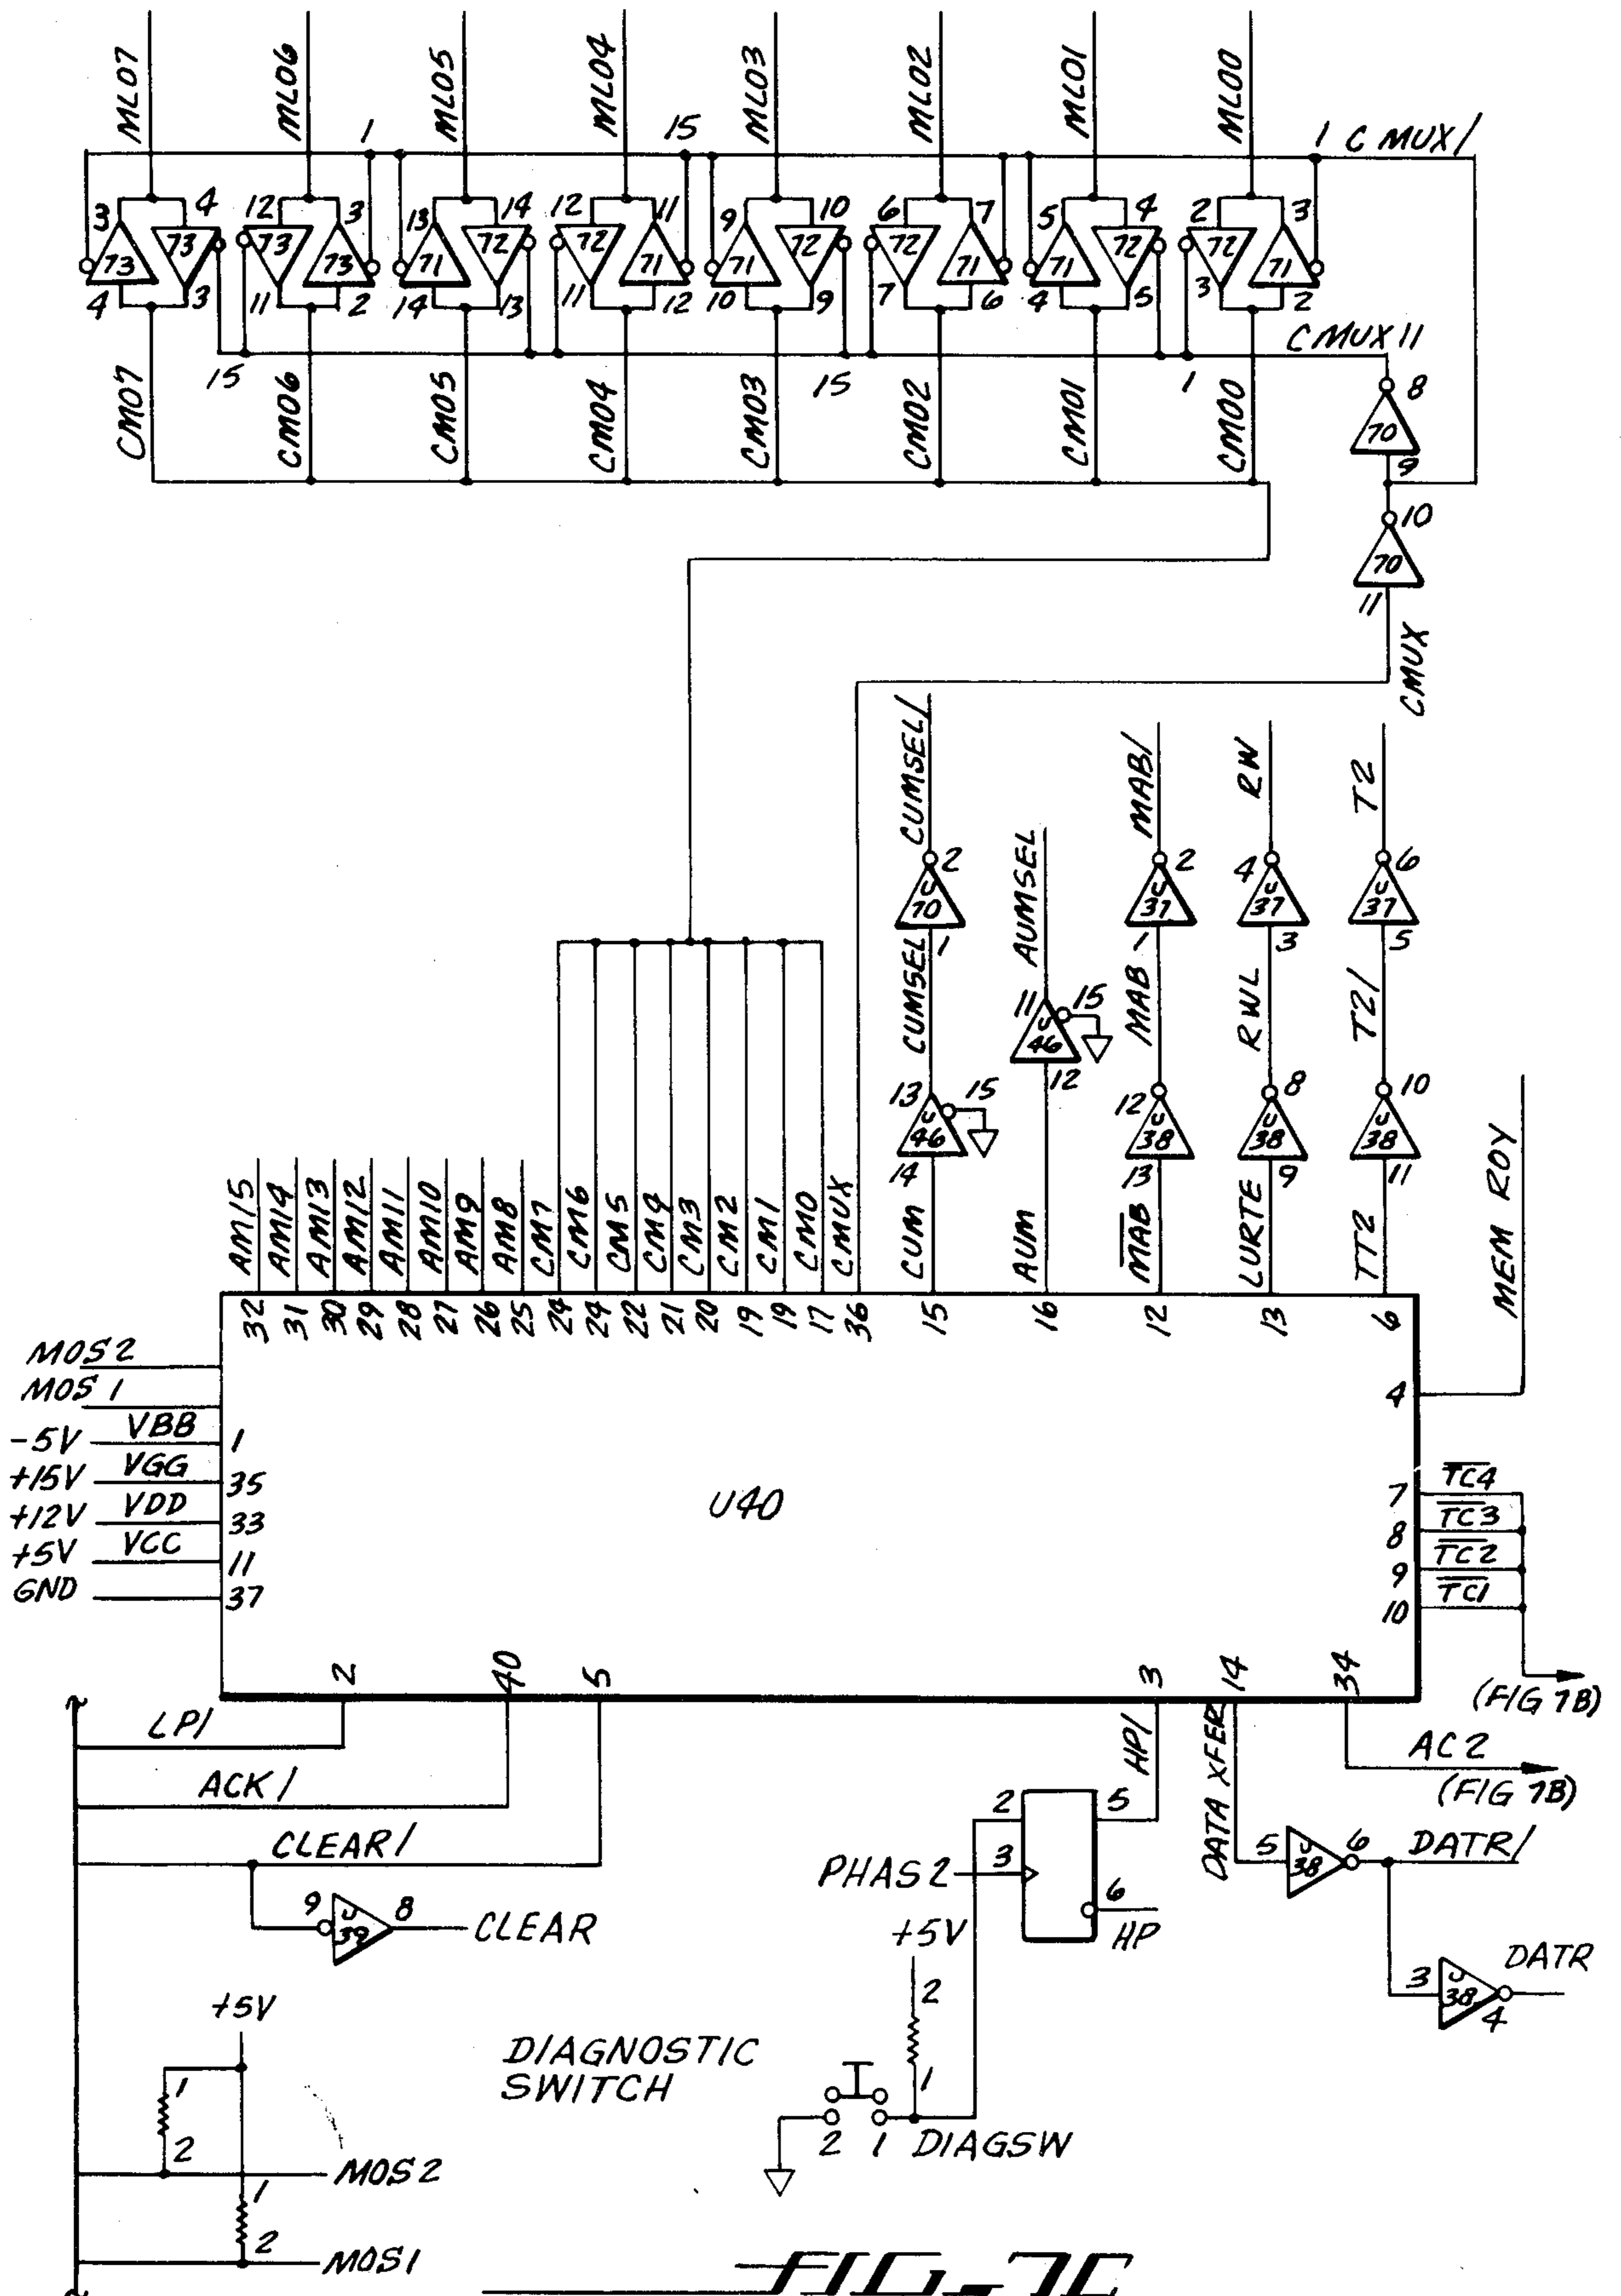 ML07 ML06 ML05 ML04 ML03 ML02 ML01 ML00
1 15 1 C MUX/
3 4 12 3 13 14 12 11 9 10 6 7 5 4 2 3
73 73 73 73 71 72 72 71 71 72 72 71 71 72 72 71
4 3 11 2 14 13 11 12 10 9 7 6 4 5 3 2
15 15 1 CMUX11
CM07 CM06 CM05 CM04 CM03 CM02 CM01 CM00
8
70
9
10
70
11
CMUX
CUMSEL/ MAB/ RW T2
2 AUMSEL 2 4 6
U 70 U 37 U 37 U 37
1 1 3 5
CUMSEL 11 15 MAB RWL T2/
U 46
12
13 15 12 8 10
U 46 U 38 U 38 U 38
14 13 9 11
MEM ROY
AM15 AM14 AM13 AM12 AM11 AM10 AM9 AM8 CM7 CM6 CM5 CM4 CM3 CM2 CM1 CM0 CMUX CUM AUM MAB LURTE TT2
32 31 30 29 28 27 26 25 24 24 22 21 20 19 19 17 36 15 16 12 13 6
MOS2
MOS 1
4
-5V VBB 1
+15V VGG 35
+12V VDD 33
+5V VCC 11
GND 37
U40
7 TC4
8 TC3
9 TC2
10 TC1
(FIG 7B)
2 40 5 3 14 34
LP/
ACK/
CLEAR/
9 U 39 8 CLEAR
HP/
DATA XFER
AC2
(FIG 7B)
2 5
PHAS2 3
6
HP
5 U 38 6 DATR/
3 U 38 4 DATR
+5V
2
1
DIAGNOSTIC
SWITCH
2 1 DIAGSW
+5V
1
2
MOS2
1
2
MOS1
FIG-7C